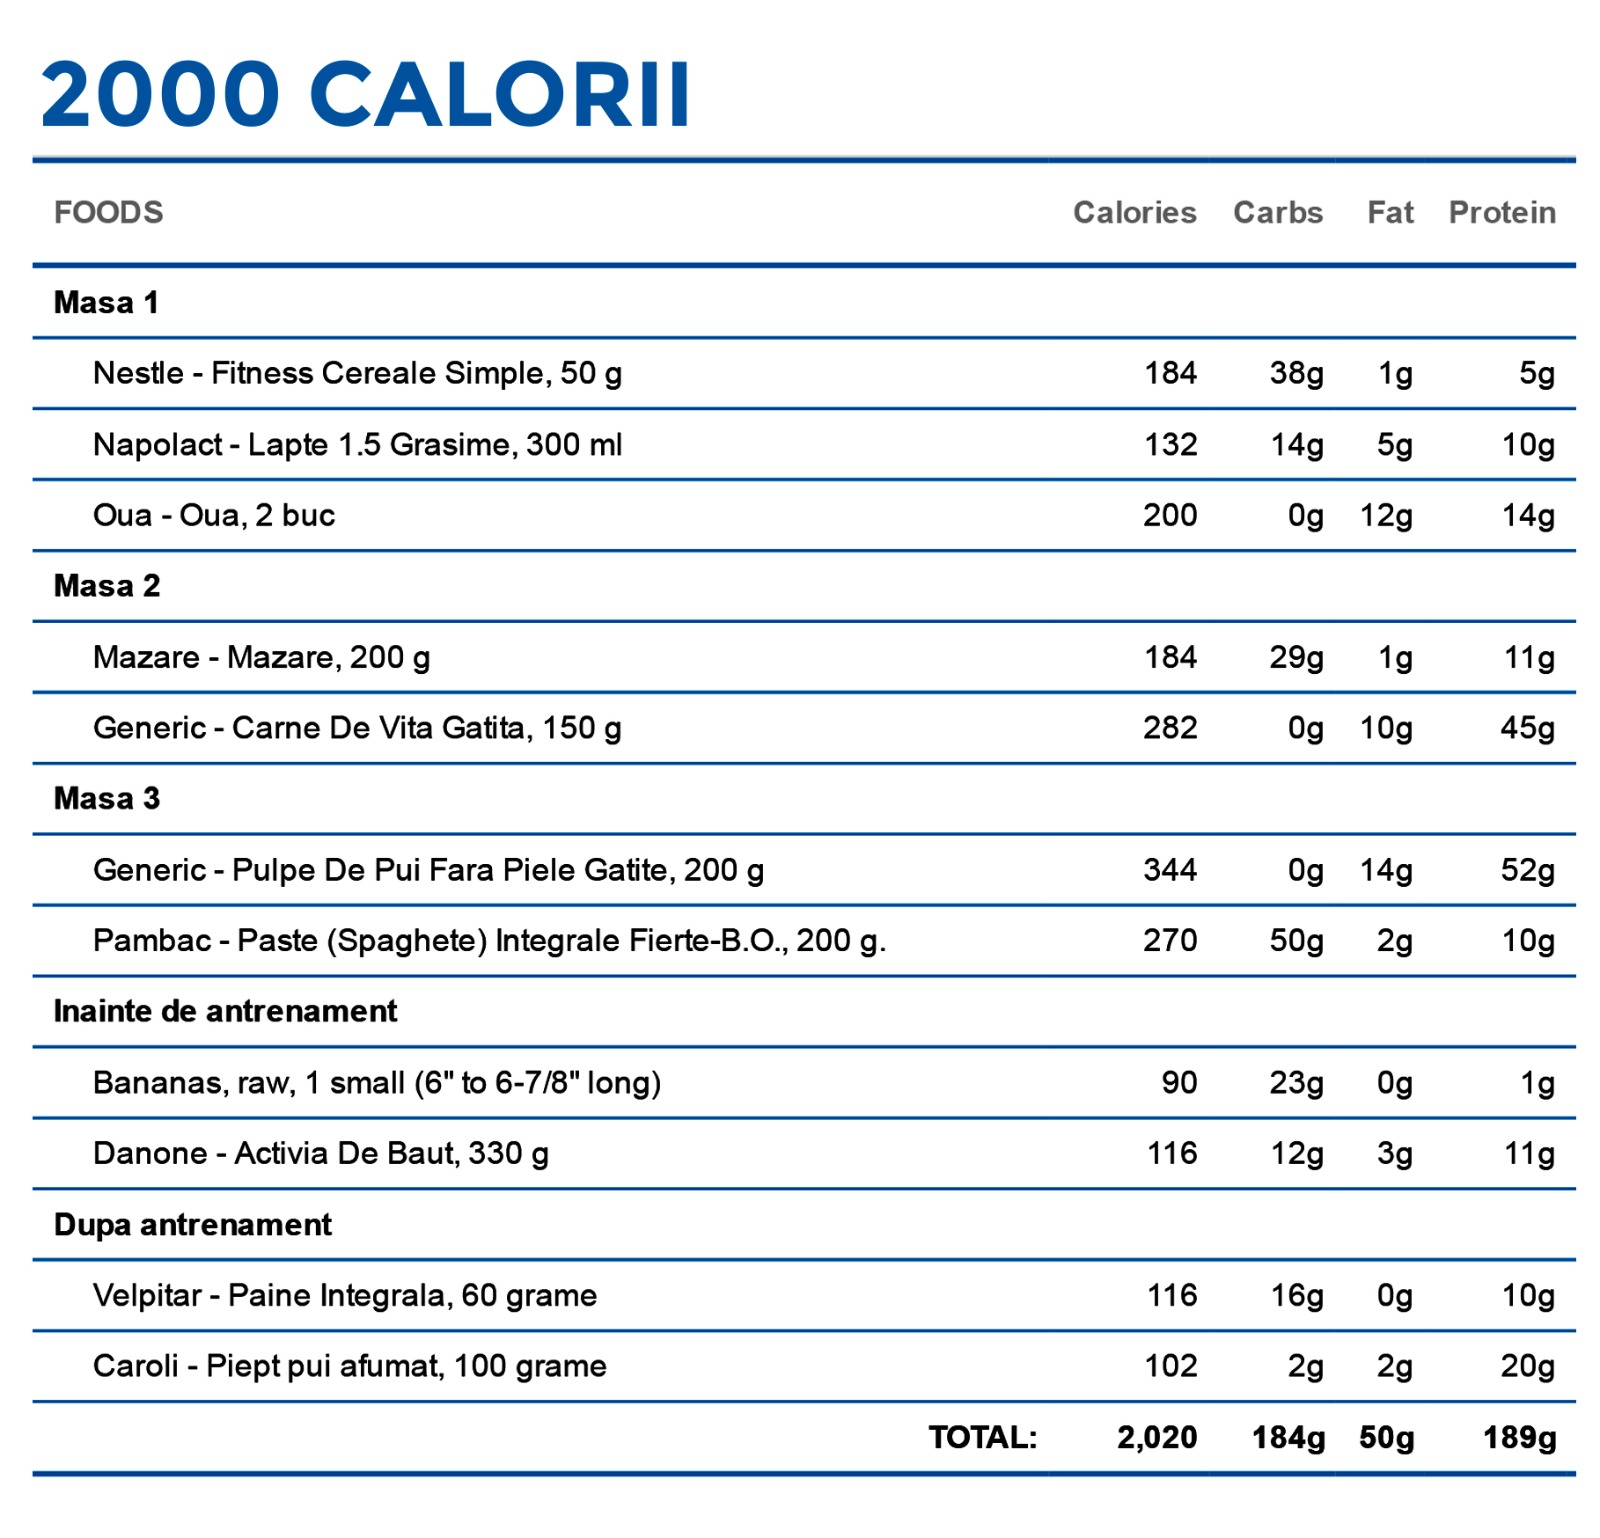 2000 CALORII
FOODS Calories Carbs Fat Protein
Masa 1
Nestle - Fitness Cereale Simple, 50 g 184 38g 1g 5g
Napolact - Lapte 1.5 Grasime, 300 ml 132 14g 5g 10g
Oua - Oua, 2 buc 200 0g 12g 14g
Masa 2
Mazare - Mazare, 200 g 184 29g 1g 11g
Generic - Carne De Vita Gatita, 150 g 282 0g 10g 45g
Masa 3
Generic - Pulpe De Pui Fara Piele Gatite, 200 g 344 0g 14g 52g
Pambac - Paste (Spaghete) Integrale Fierte-B.O., 200 g. 270 50g 2g 10g
Inainte de antrenament
Bananas, raw, 1 small (6" to 6-7/8" long) 90 23g 0g 1g
Danone - Activia De Baut, 330 g 116 12g 3g 11g
Dupa antrenament
Velpitar - Paine Integrala, 60 grame 116 16g 0g 10g
Caroli - Piept pui afumat, 100 grame 102 2g 2g 20g
TOTAL: 2,020 184g 50g 189g